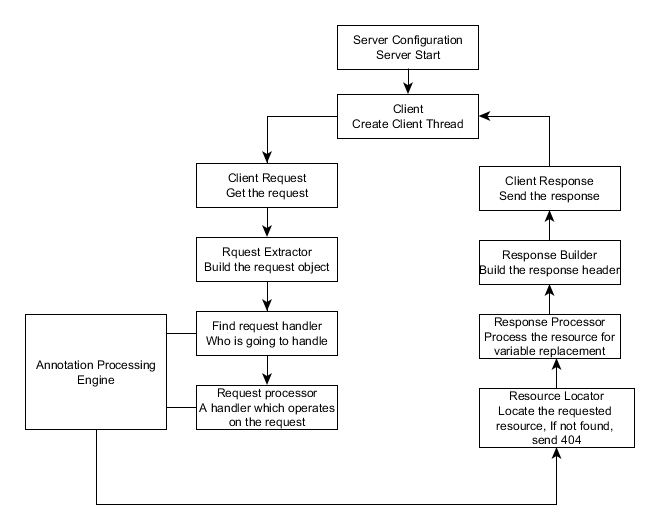 Server Configuration
Server Start
Client
Create Client Thread
Client Request
Get the request
Rquest Extractor
Build the request object
Find request handler
Who is going to handle
Request processor
A handler which operates
on the request
Annotation Processing
Engine
Client Response
Send the response
Response Builder
Build the response header
Response Processor
Process the resource for
variable replacement
Resource Locator
Locate the requested
resource, If not found,
send 404